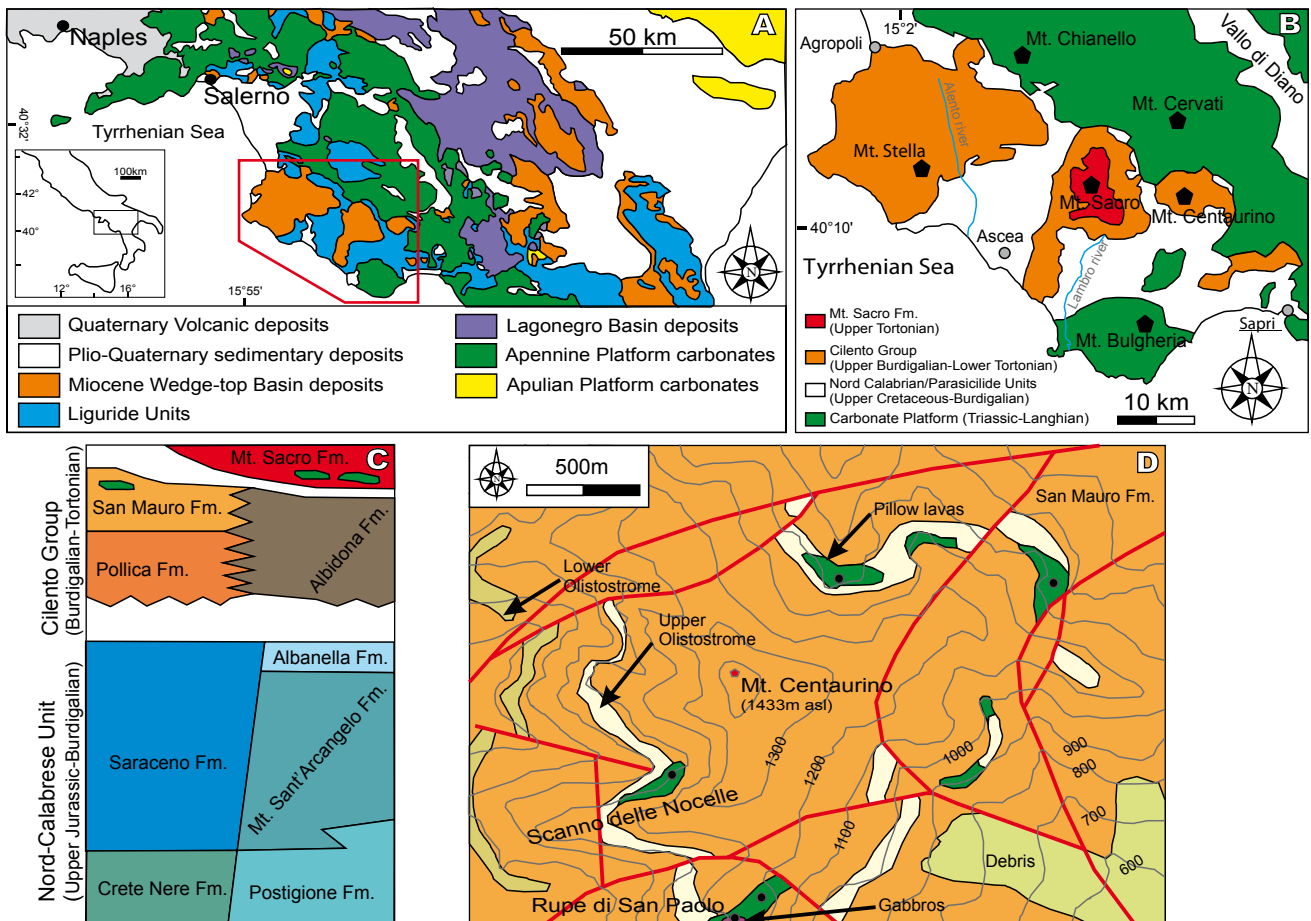 A
Naples
50 km
Salerno
40°32'
Tyrrhenian Sea
100km
42°
40°
12°
16°
15°55'
N
Quaternary Volcanic deposits
Plio-Quaternary sedimentary deposits
Miocene Wedge-top Basin deposits
Liguride Units
Lagonegro Basin deposits
Apennine Platform carbonates
Apulian Platform carbonates
B
15°2'
Agropoli
Mt. Chianello
Vallo di Diano
Alento river
Mt. Cervati
Mt. Stella
Mt. Sacro
Mt. Centaurino
40°10'
Ascea
Tyrrhenian Sea
Lambro river
Sapri
Mt. Bulgheria
Mt. Sacro Fm.
(Upper Tortonian)
Cilento Group
(Upper Burdigalian-Lower Tortonian)
Nord Calabrian/Parasicilide Units
(Upper Cretaceous-Burdigalian)
Carbonate Platform (Triassic-Langhian)
10 km
N
C
Cilento Group
(Burdigalian-Tortonian)
Mt. Sacro Fm.
San Mauro Fm.
Albidona Fm.
Pollica Fm.
Nord-Calabrese Unit
(Upper Jurassic-Burdigalian)
Albanella Fm.
Saraceno Fm.
Mt. Sant'Arcangelo Fm.
Crete Nere Fm.
Postigione Fm.
D
N
500m
San Mauro Fm.
Pillow lavas
Lower
Olistostrome
Upper
Olistostrome
Mt. Centaurino
(1433m asl)
1300
1200
1100
1000
900
800
700
600
Scanno delle Nocelle
Debris
Rupe di San Paolo
Gabbros